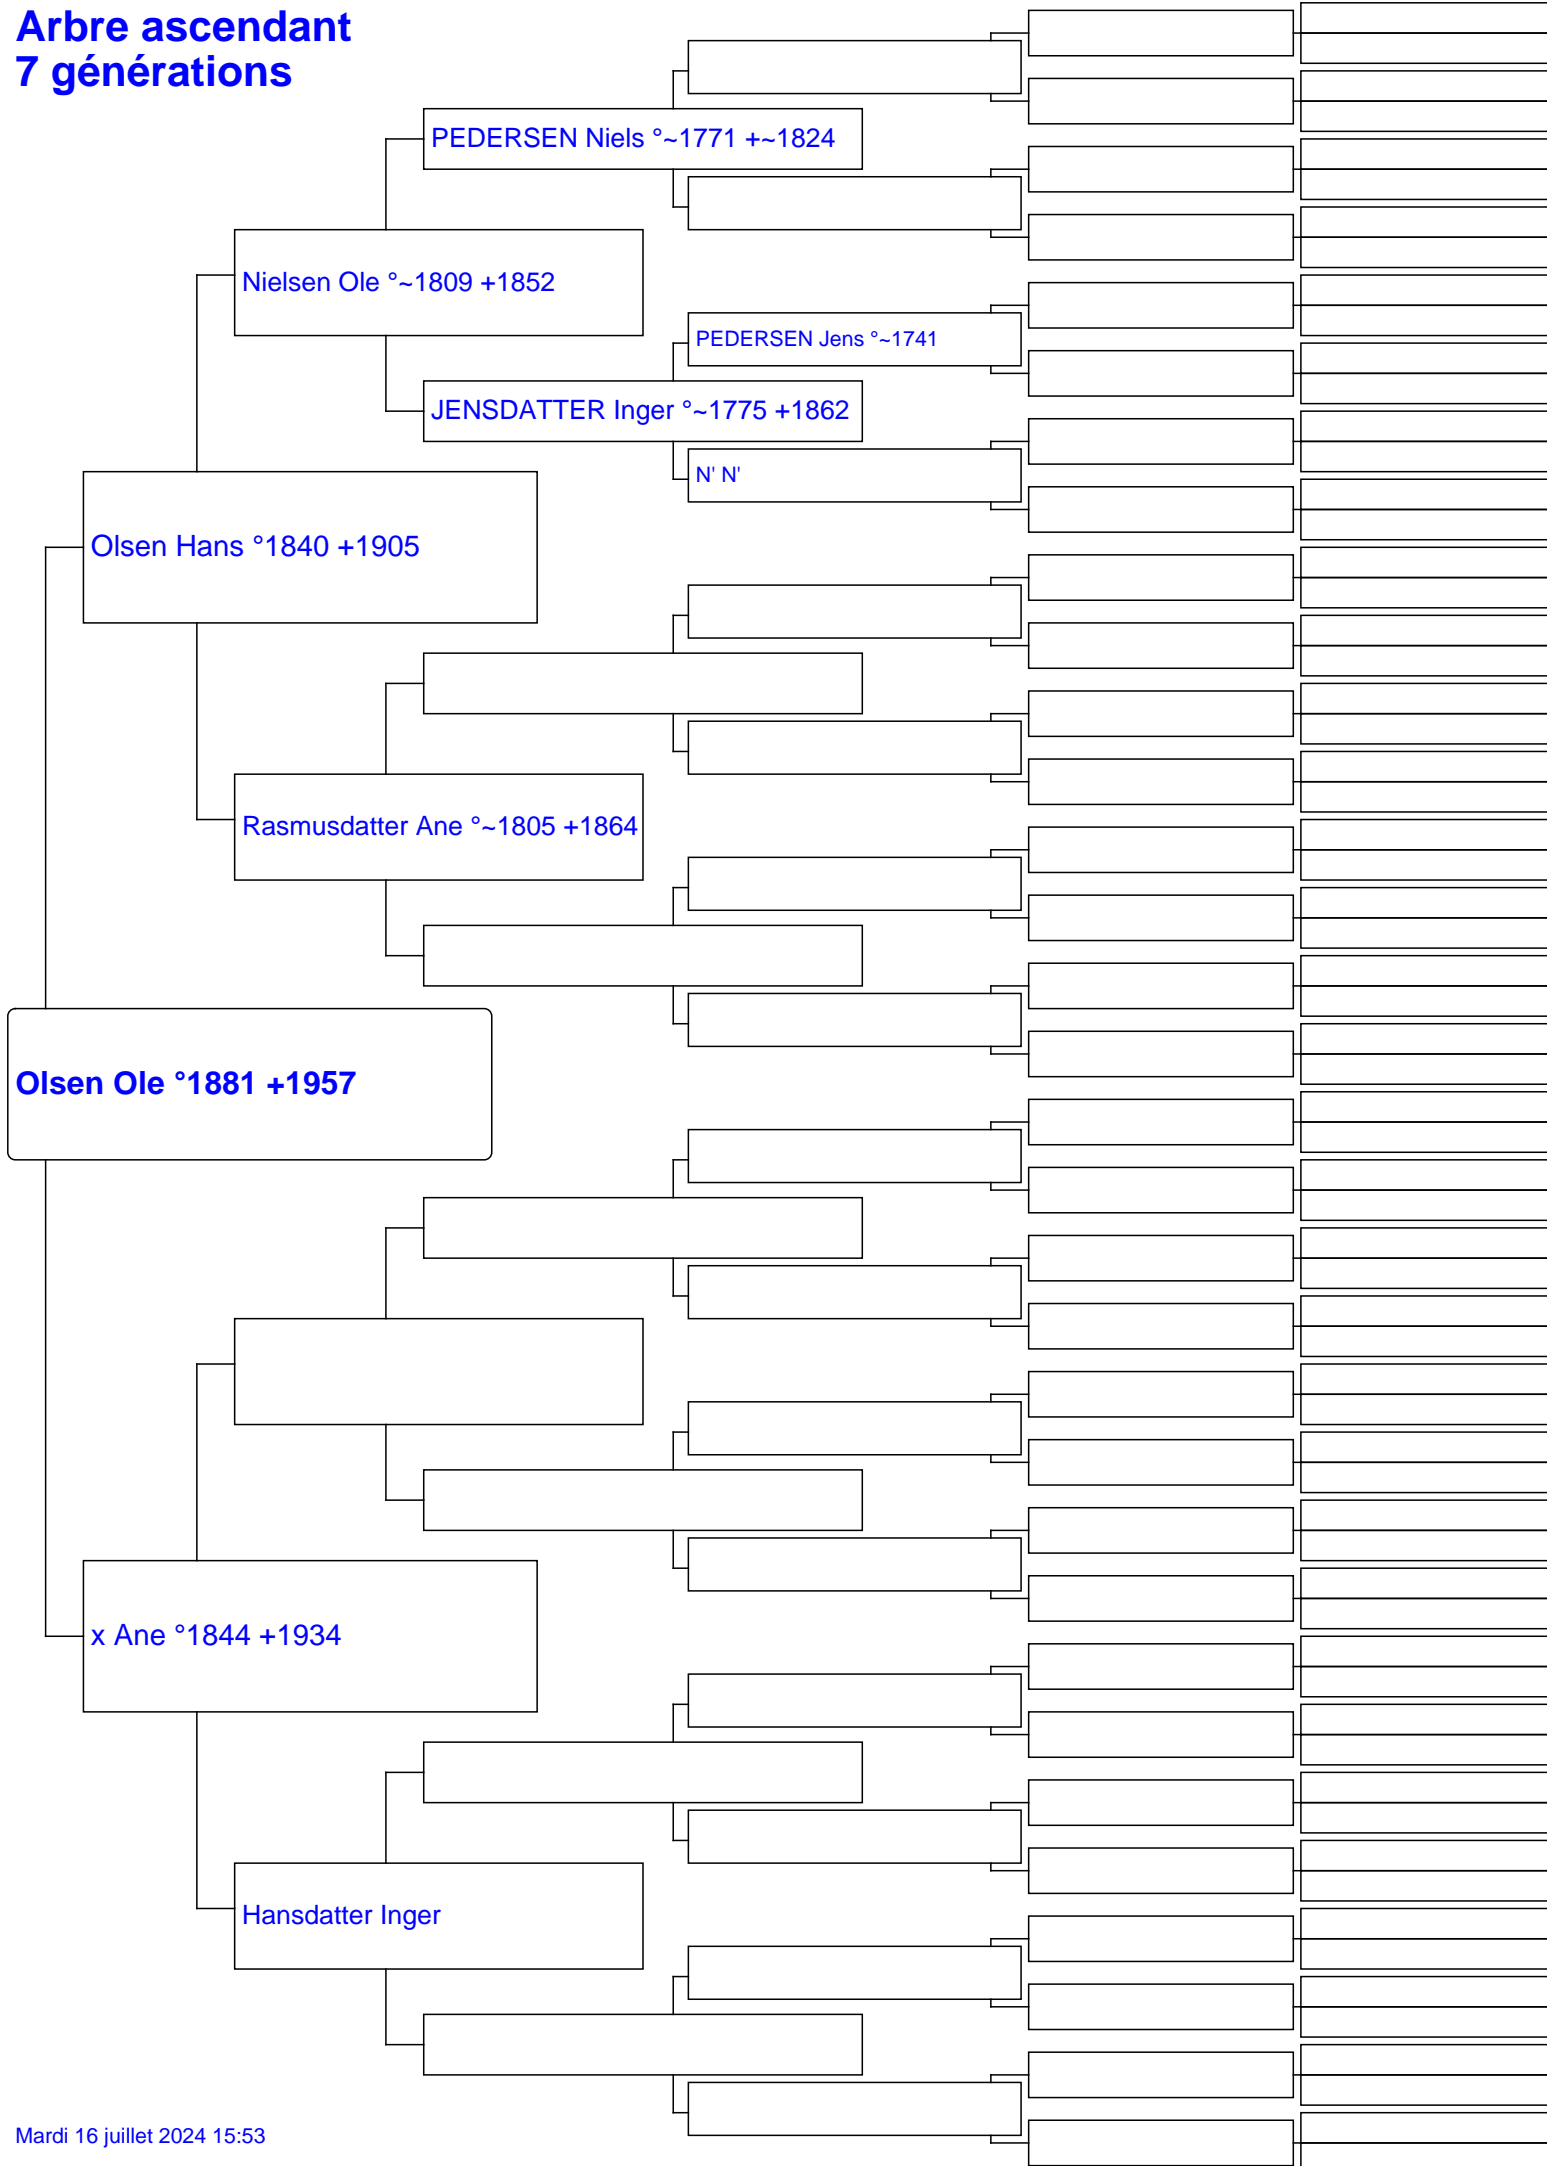 Arbre ascendant
7 générations
PEDERSEN Niels °~1771 +~1824
Nielsen Ole °~1809 +1852
PEDERSEN Jens °~1741
JENSDATTER Inger °~1775 +1862
N' N'
Olsen Hans °1840 +1905
Rasmusdatter Ane °~1805 +1864
Olsen Ole °1881 +1957
x Ane °1844 +1934
Hansdatter Inger
Mardi 16 juillet 2024 15:53